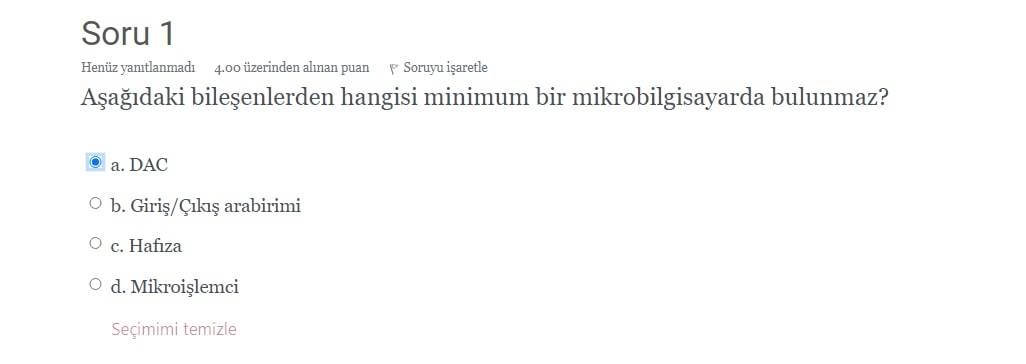 Soru 1
Henüz yanıtlanmadı 4.00 üzerinden alınan puan Soruyu işaretle
Aşağıdaki bileşenlerden hangisi minimum bir mikrobilgisayarda bulunmaz?
a. DAC
b. Giriş/Çıkış arabirimi
c. Hafıza
d. Mikroişlemci
Seçimimi temizle